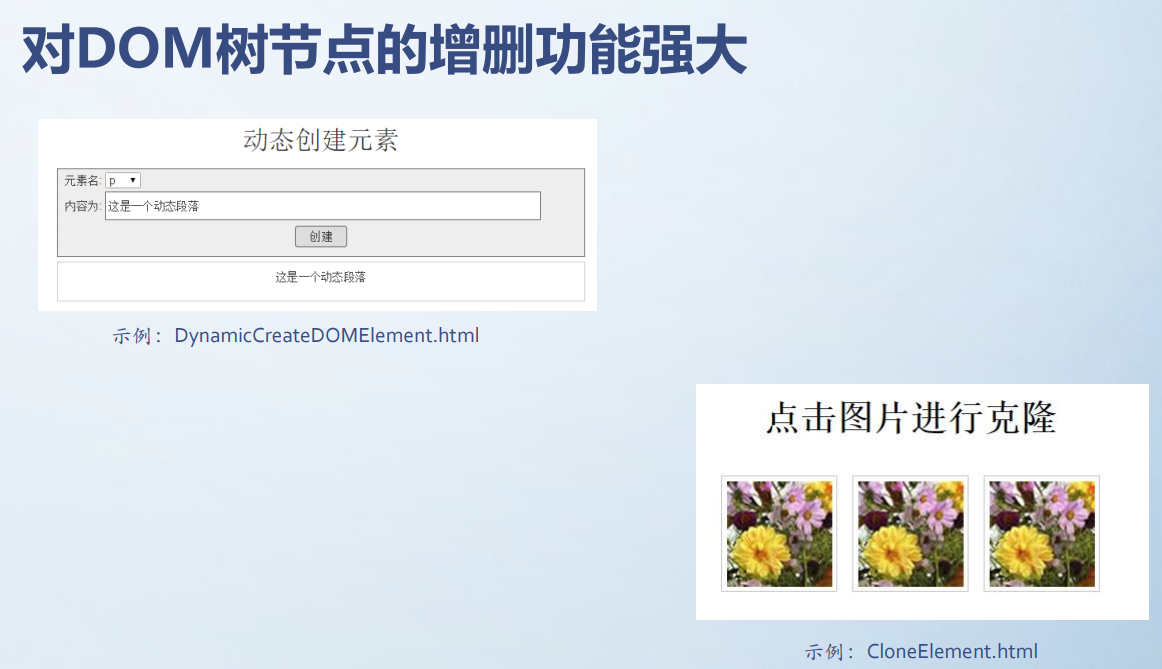 对DOM树节点的增删功能强大
动态创建元素
元素名: p
内容为: 这是一个动态段落
创建
这是一个动态段落
示例：DynamicCreateDOMElement.html
点击图片进行克隆
示例：CloneElement.html